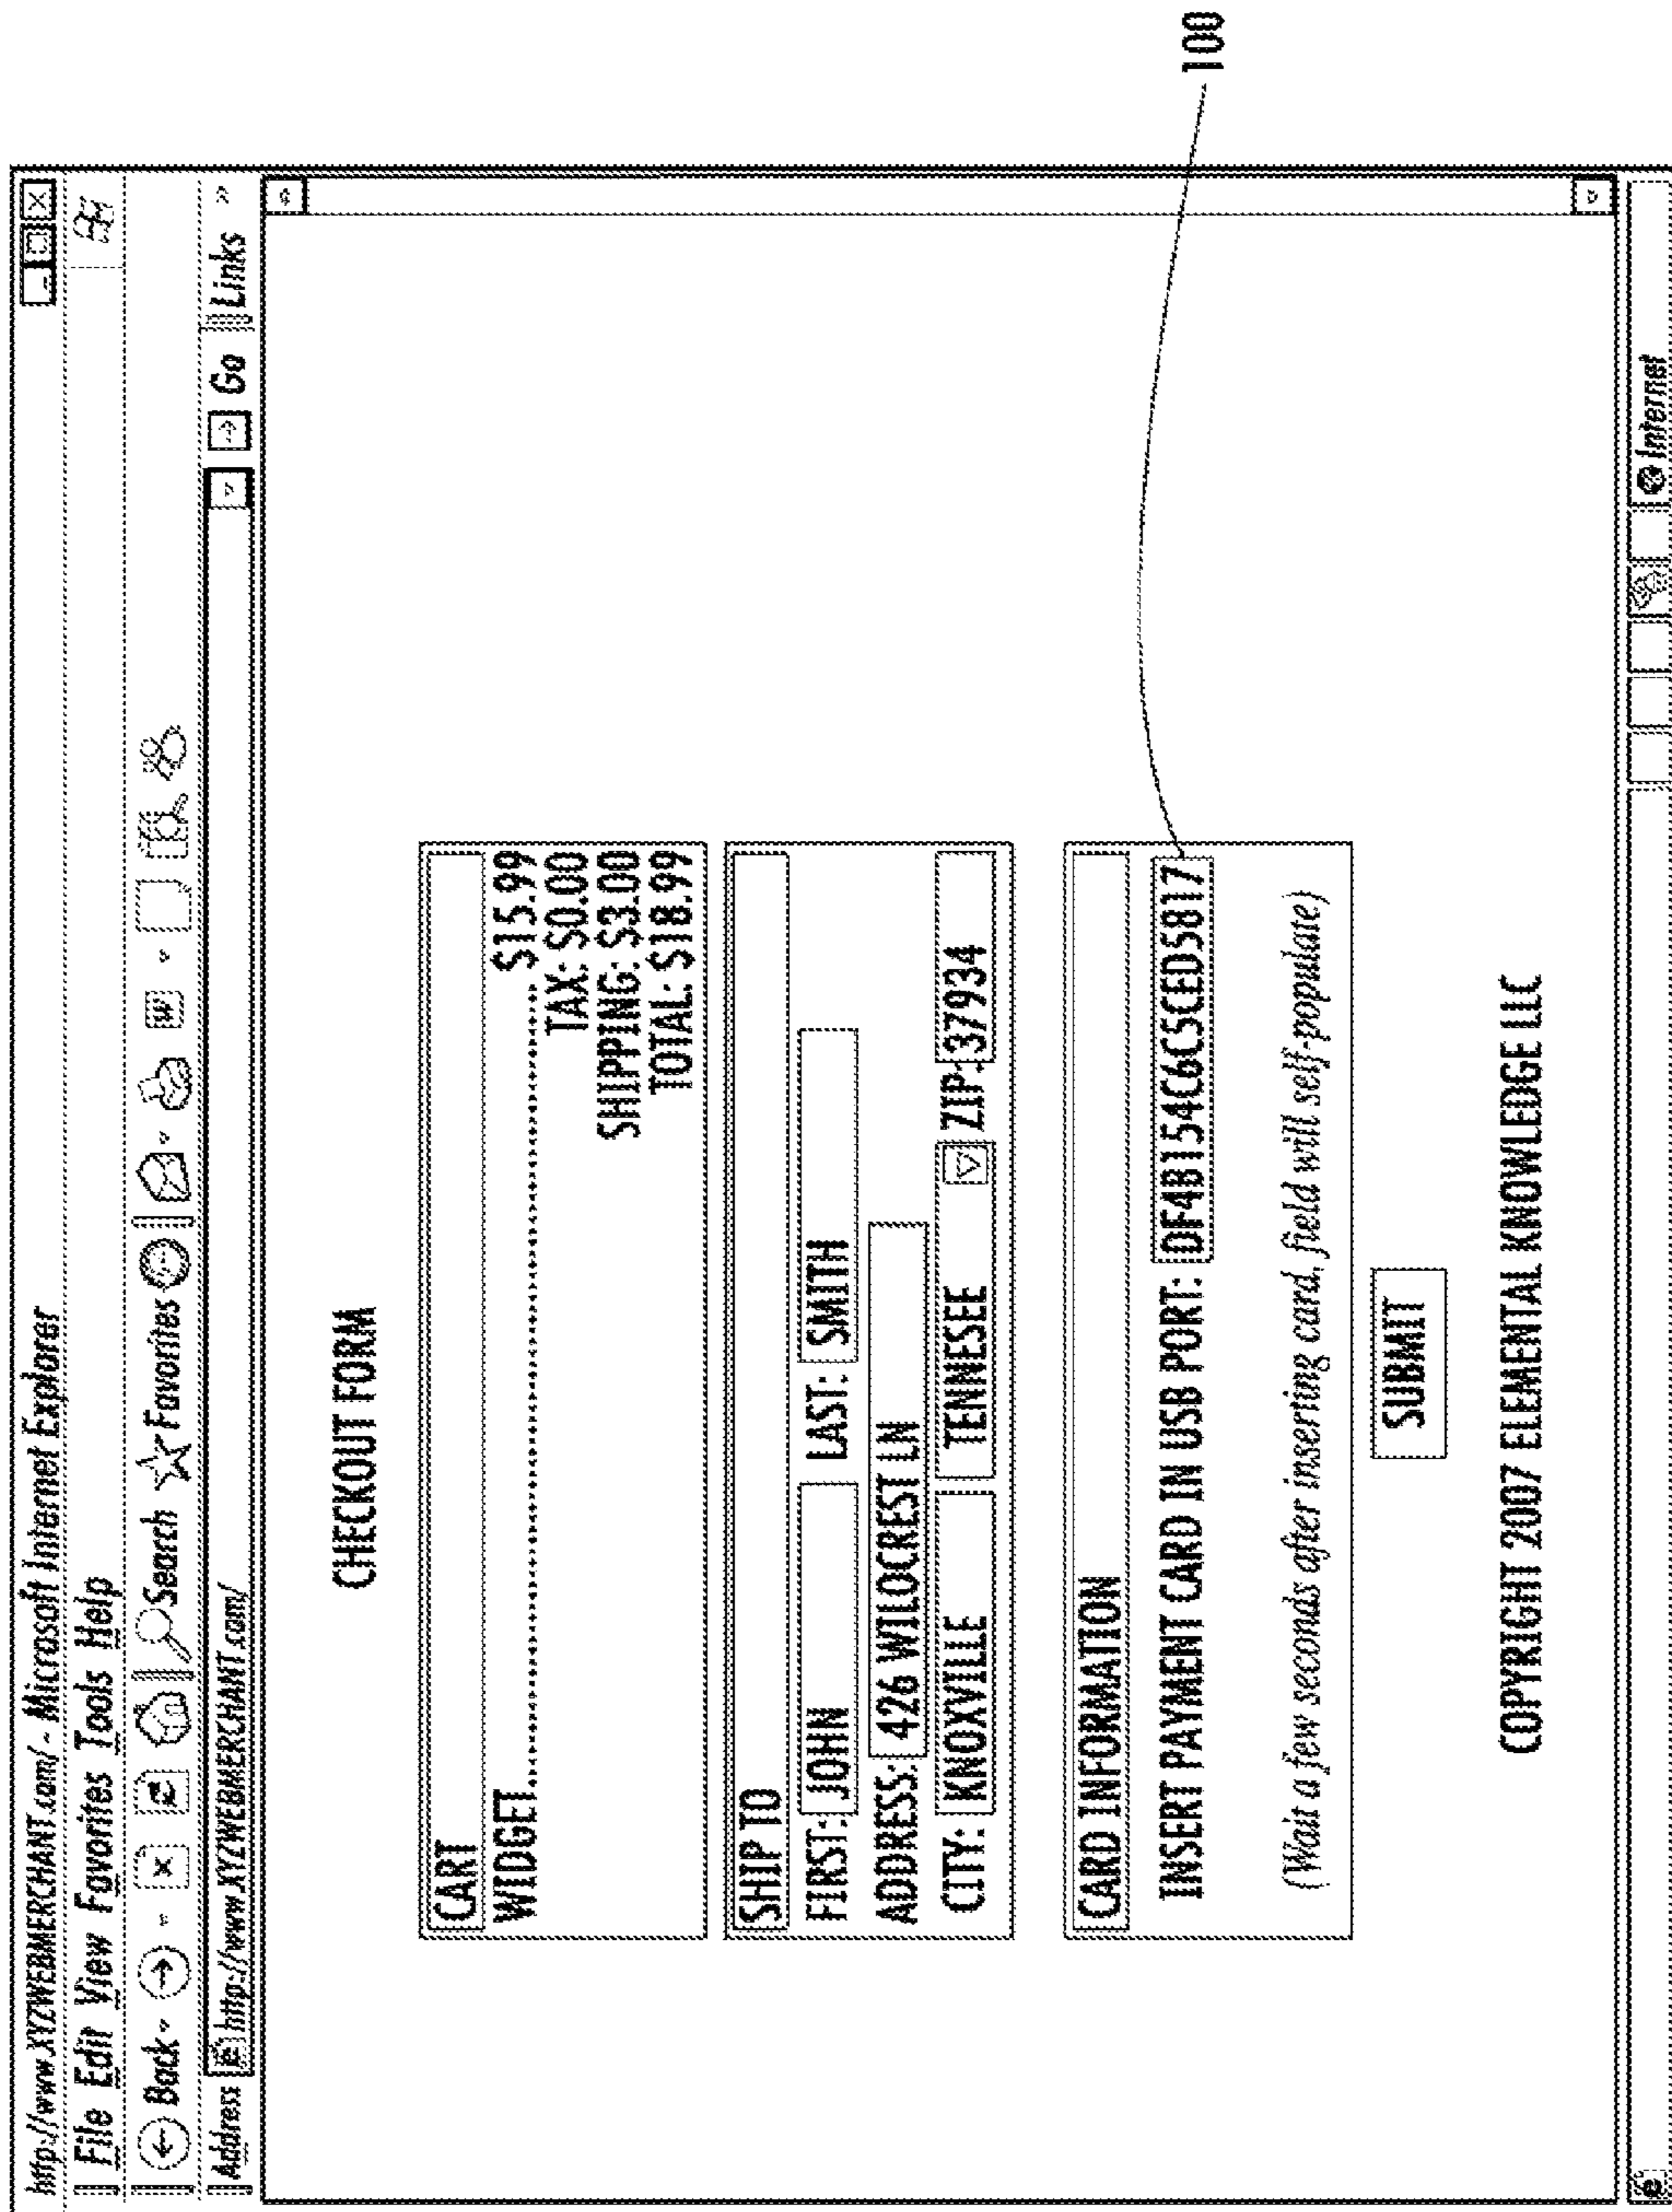 http://www.XYZWEBMERCHANT.com/ - Microsoft Internet Explorer
File Edit View Favorites Tools Help
Back Search Favorites
Address http://www.XYZWEBMERCHANT.com/ Go Links »
CHECKOUT FORM
CART
WIDGET........................................ $15.99
TAX: $0.00
SHIPPING: $3.00
TOTAL: $18.99
SHIP TO
FIRST: JOHN LAST: SMITH
ADDRESS: 426 WILOCREST LN
CITY: KNOXVILLE TENNESEE ZIP: 37934
CARD INFORMATION
INSERT PAYMENT CARD IN USB PORT: DF4B154C6C5CED5817
100
(Wait a few seconds after insering card, field will self-populate)
SUBMIT
COPYRIGHT 2007 ELEMENTAL KNOWLEDGE LLC
Internet